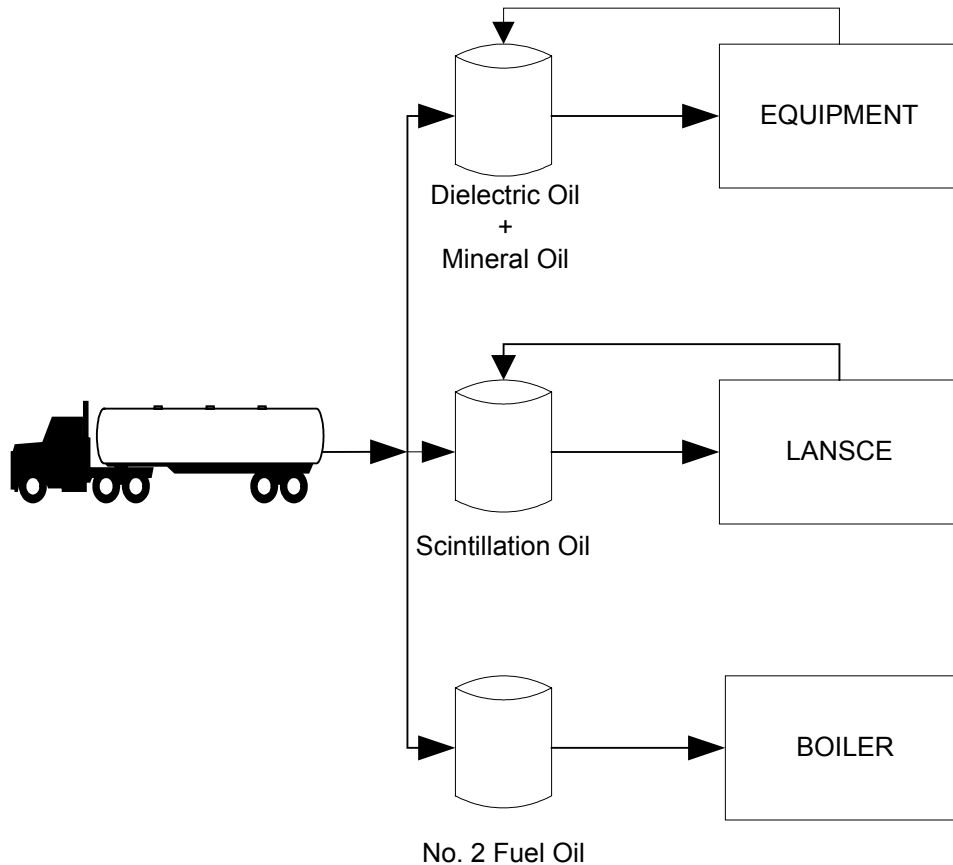 EQUIPMENT
Dielectric Oil
+
Mineral Oil
LANSCE
Scintillation Oil
BOILER
No. 2 Fuel Oil